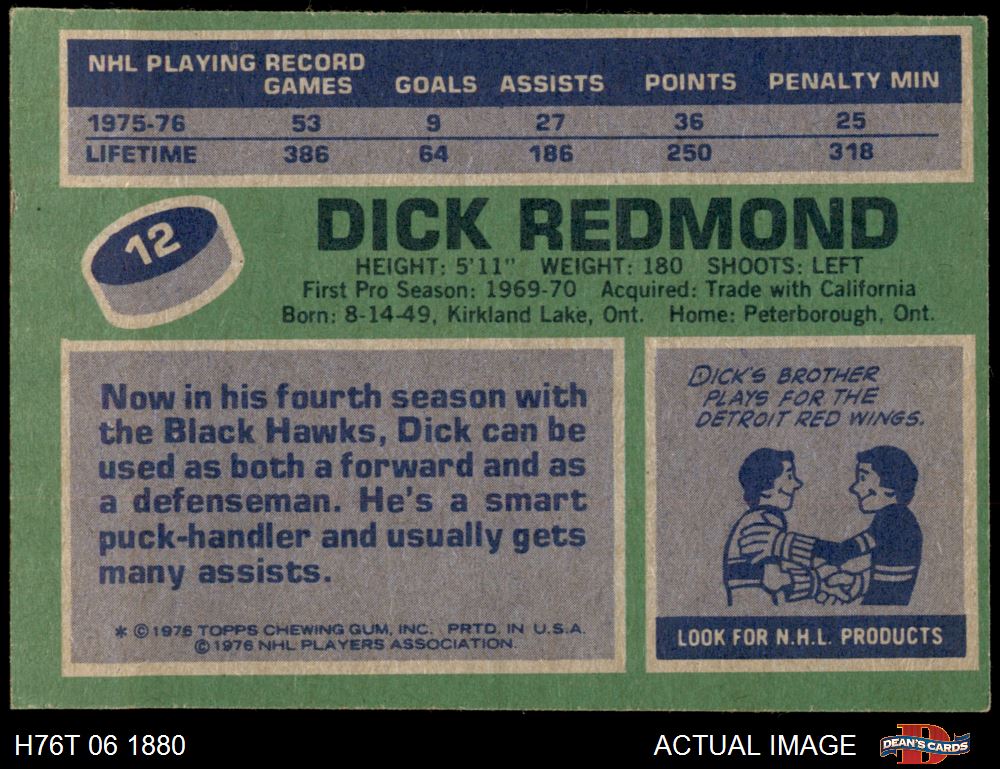 NHL PLAYING RECORD
GAMES GOALS ASSISTS POINTS PENALTY MIN
1975-76 53 9 27 36 25
LIFETIME 386 64 186 250 318
12
DICK REDMOND
HEIGHT: 5'11" WEIGHT: 180 SHOOTS: LEFT
First Pro Season: 1969-70 Acquired: Trade with California
Born: 8-14-49, Kirkland Lake, Ont. Home: Peterborough, Ont.
Now in his fourth season with
the Black Hawks, Dick can be
used as both a forward and as
a defenseman. He's a smart
puck-handler and usually gets
many assists.
* © 1976 TOPPS CHEWING GUM, INC. PRTD. IN U.S.A.
© 1976 NHL PLAYERS ASSOCIATION.
DICK'S BROTHER
PLAYS FOR THE
DETROIT RED WINGS.
LOOK FOR N.H.L. PRODUCTS
H76T 06 1880
ACTUAL IMAGE
D
DEAN'S CARDS